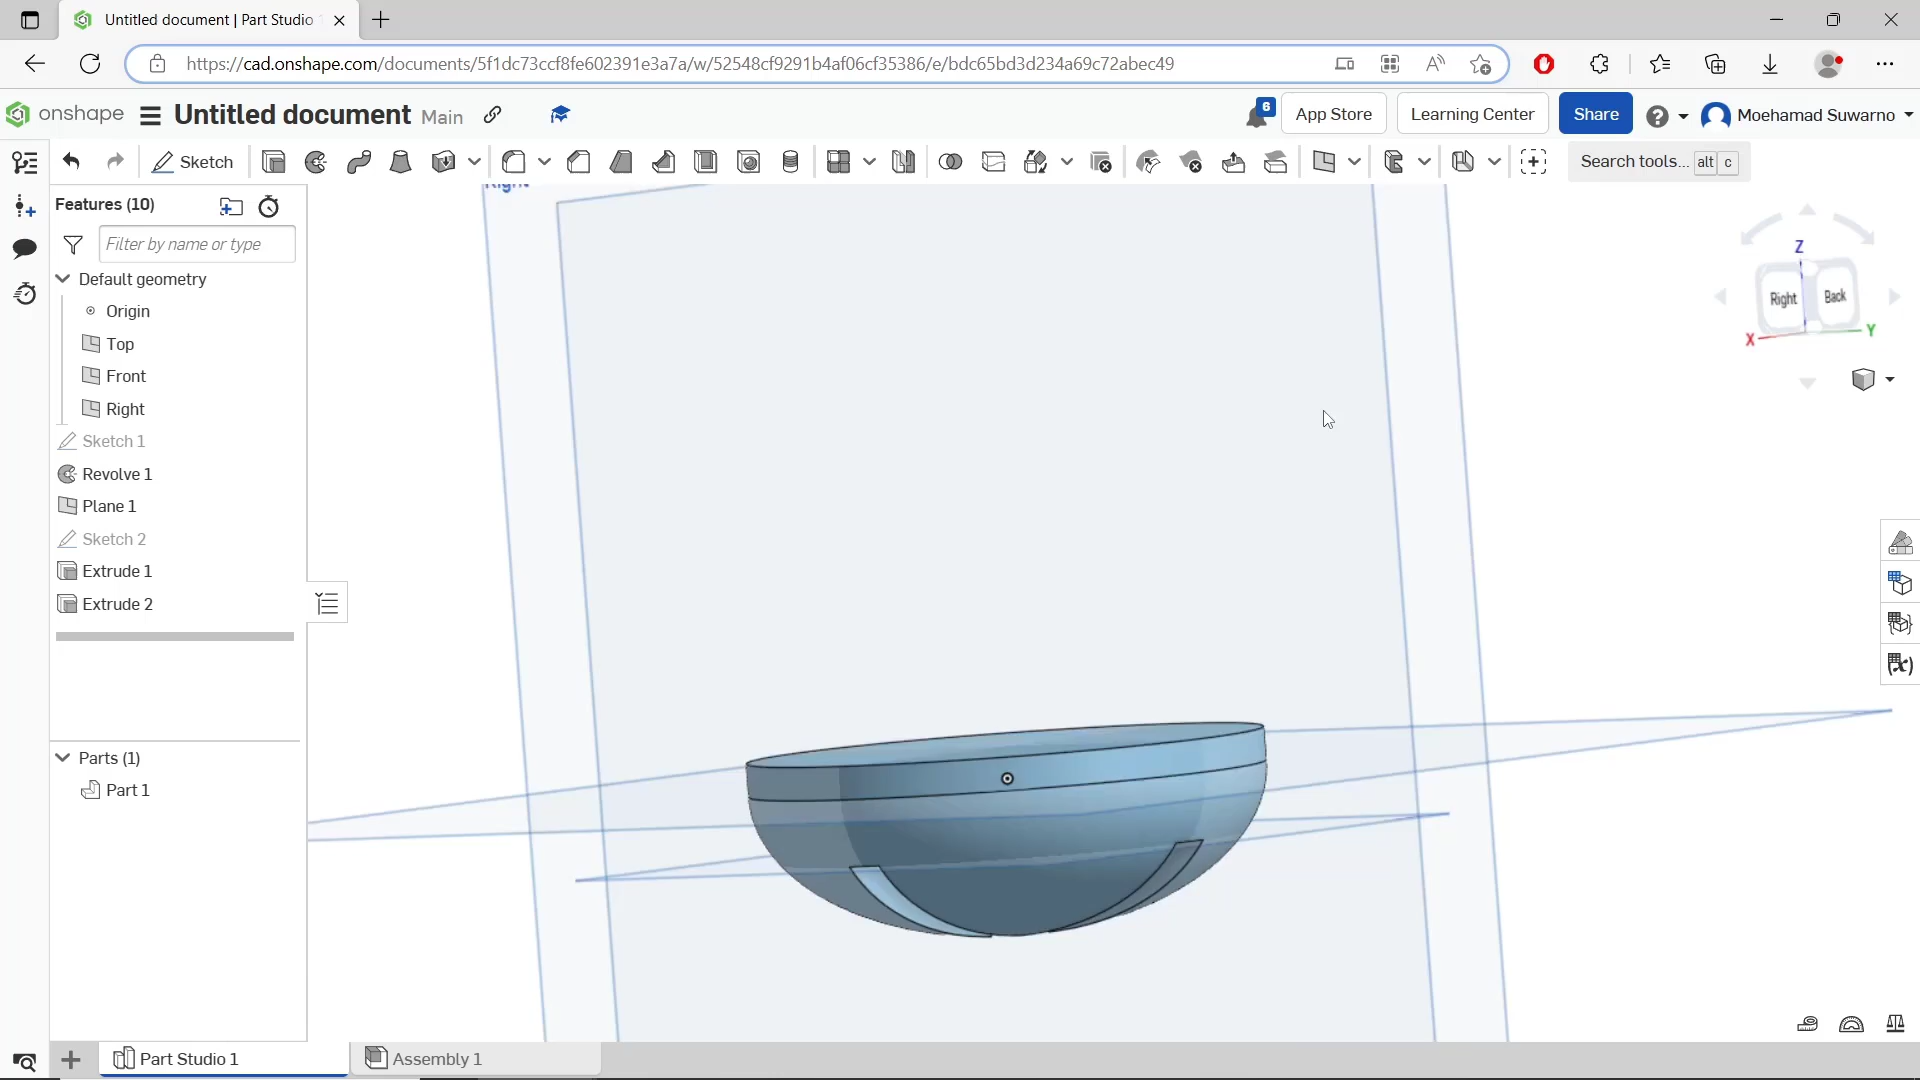 Untitled document | Part Studio
https://cad.onshape.com/documents/5f1dc73ccf8fe602391e3a7a/w/52548cf9291b4af06cf35386/e/bdc65bd3d234a69c72abec49
onshape Untitled document Main 6 App Store Learning Center Share Moehamad Suwarno
Sketch Search tools... alt c
Features (10)
Filter by name or type
Default geometry
Origin
Top
Front
Right
Sketch 1
Revolve 1
Plane 1
Sketch 2
Extrude 1
Extrude 2
Parts (1)
Part 1
Right
Z
Right Back
X Y
Part Studio 1 Assembly 1